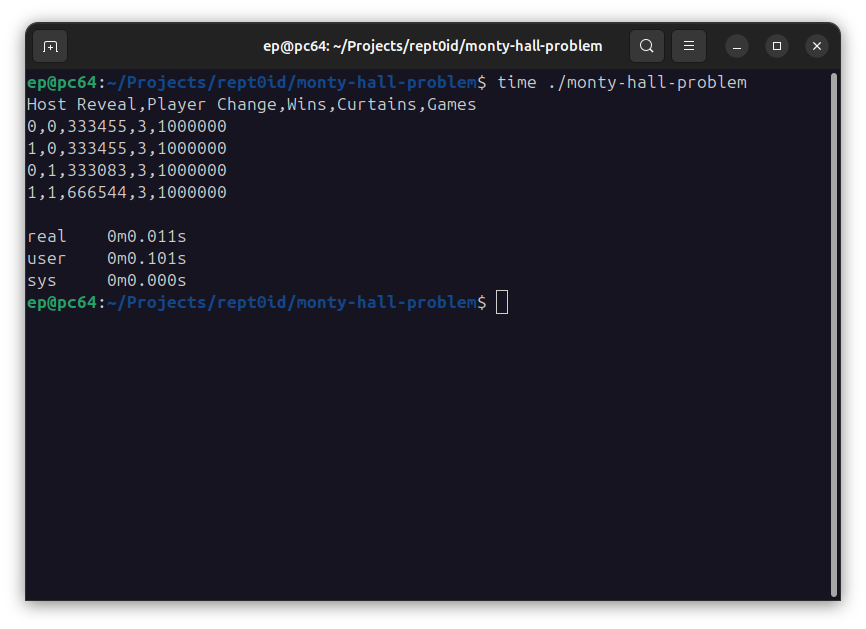 ep@pc64: ~/Projects/rept0id/monty-hall-problem
ep@pc64:~/Projects/rept0id/monty-hall-problem$ time ./monty-hall-problem
Host Reveal,Player Change,Wins,Curtains,Games
0,0,333455,3,1000000
1,0,333455,3,1000000
0,1,333083,3,1000000
1,1,666544,3,1000000
real 0m0.011s
user 0m0.101s
sys 0m0.000s
ep@pc64:~/Projects/rept0id/monty-hall-problem$